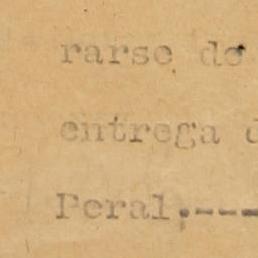 rarse de
entrega d
Peral.---